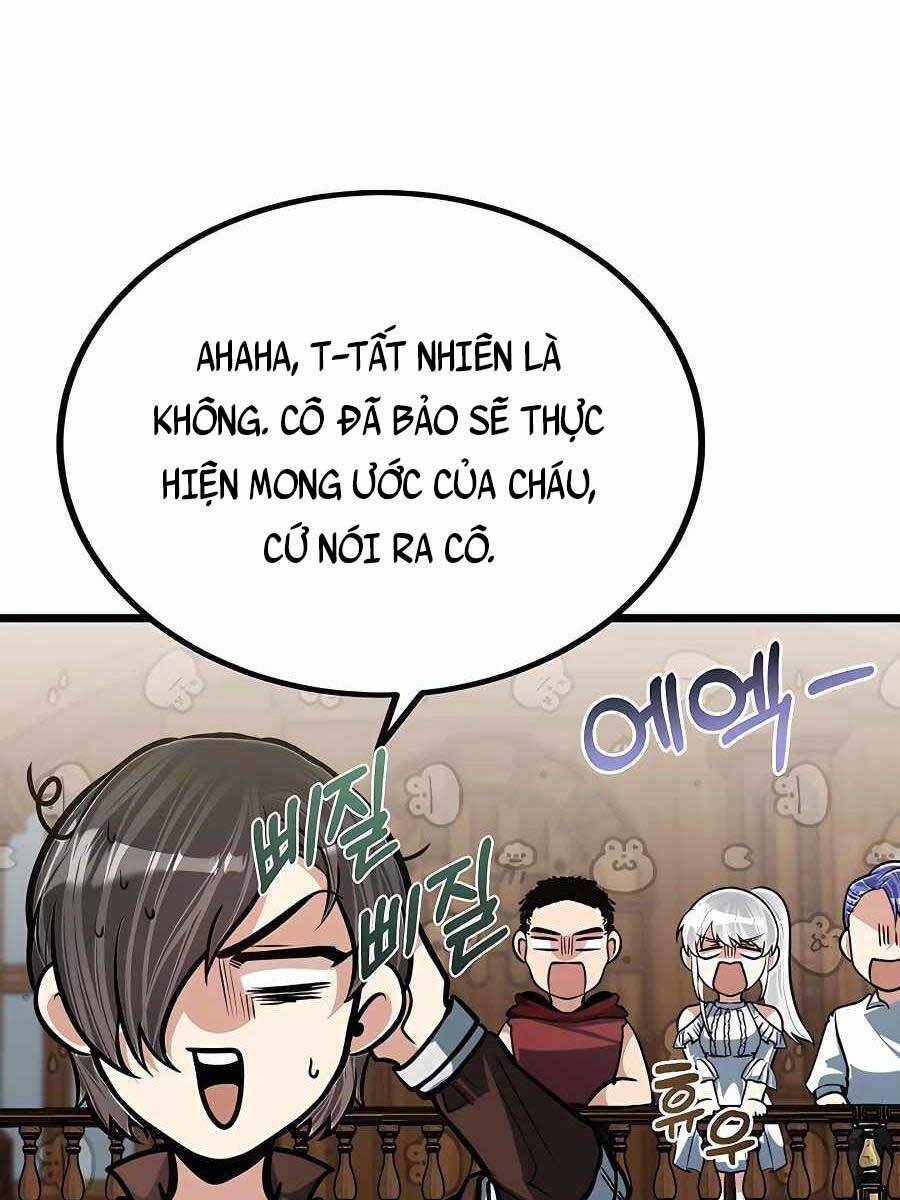 AHAHA, T-TẤT NHIÊN LÀ
KHÔNG. CÔ ĐÃ BẢO SẼ THỰC
HIỆN MONG ƯỚC CỦA CHÁU,
CỨ NÓI RA CÔ.
에엑-
삐질
삐질
휴우